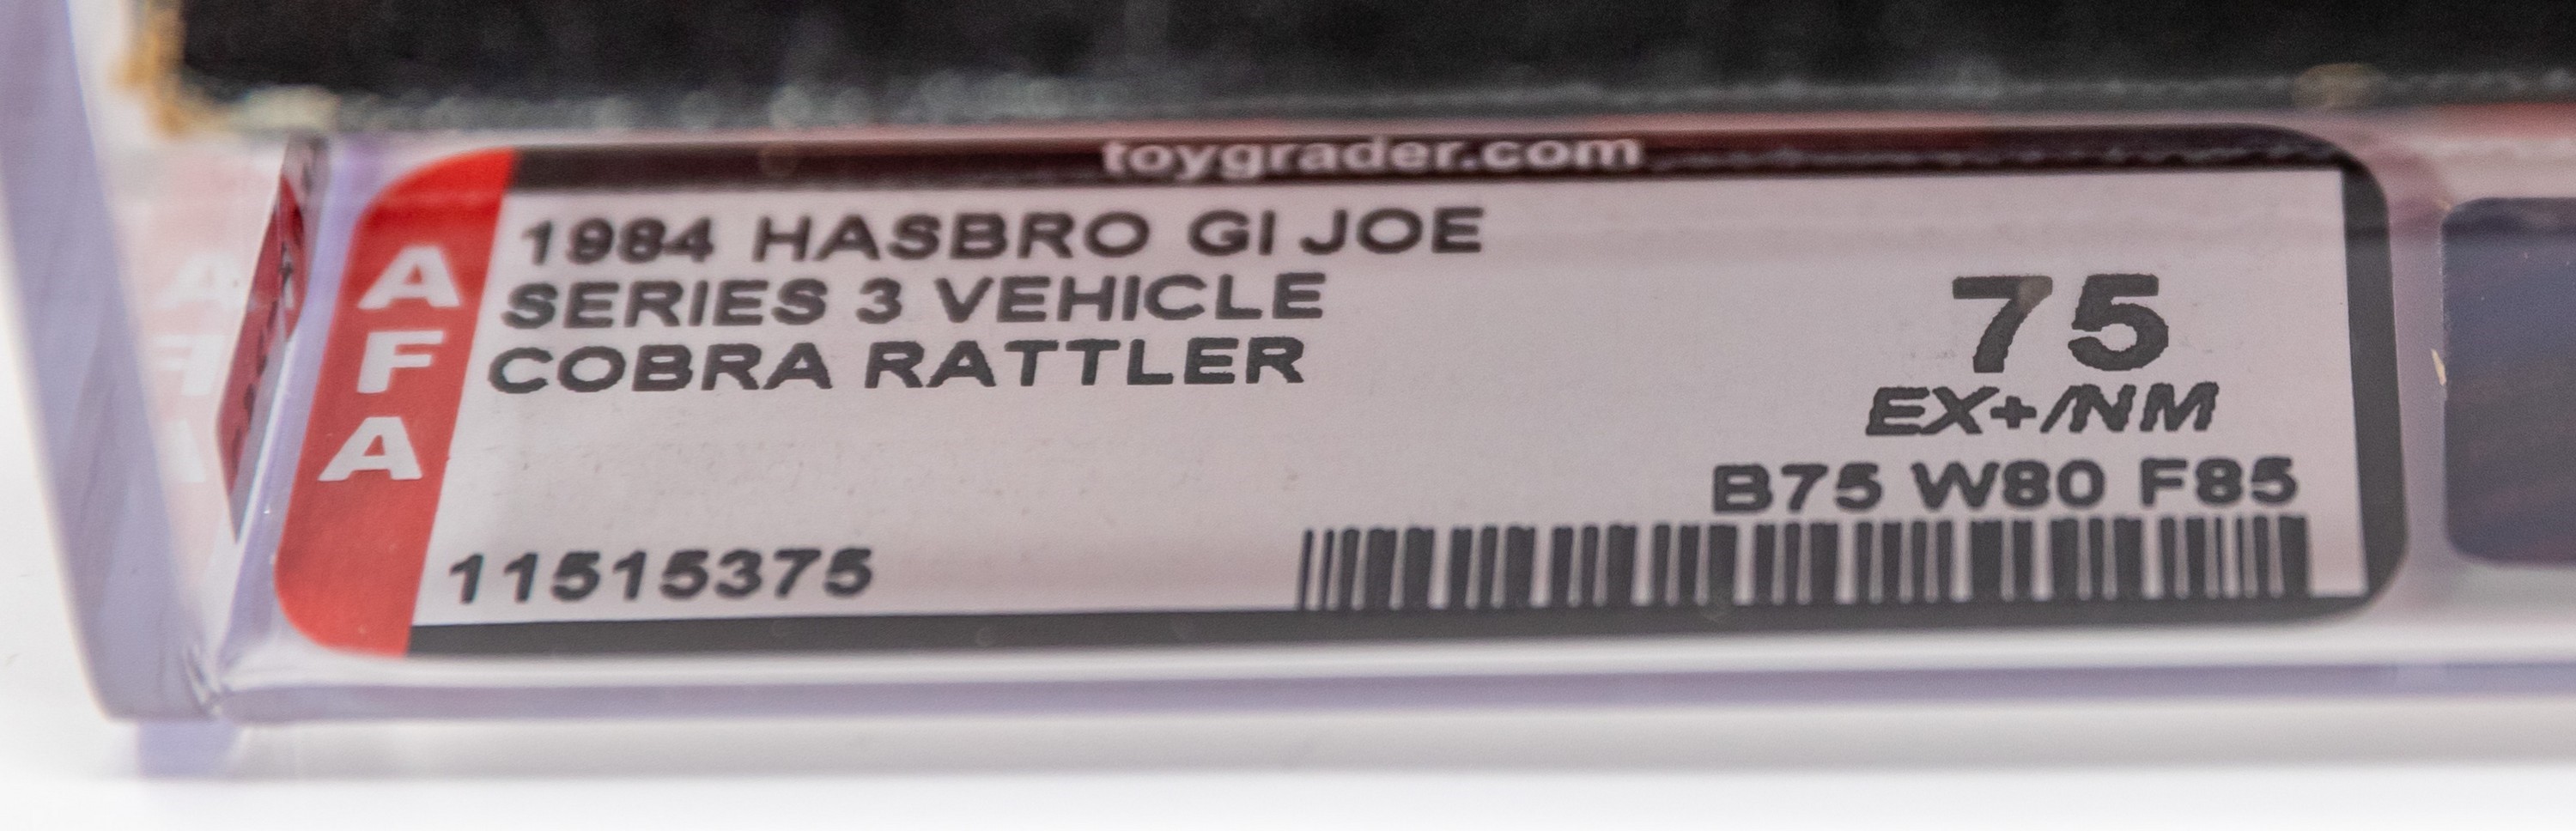 toygrader.com
AFA
1984 HASBRO GI JOE
SERIES 3 VEHICLE
COBRA RATTLER
75
EX+/NM
B75 W80 F85
11515375